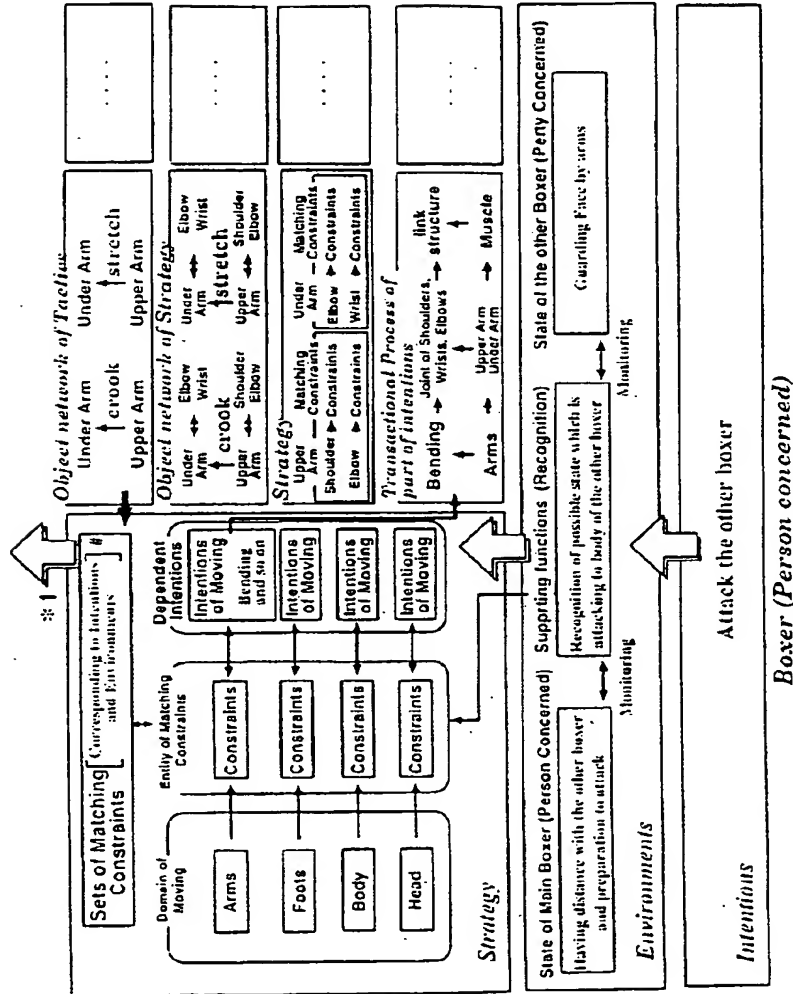 ※1
Sets of Matching
Constraints
Corresponding to Intentions
and Environments
#
Domain of
Moving
Arms
Foots
Body
Head
Entity of Matching
Constraints
Constraints
Constraints
Constraints
Constraints
Dependent
Intentions
Intentions
of Moving
Bending
and so on
Intentions
of Moving
Intentions
of Moving
Intentions
of Moving
Strategy
Object network of Tactics
Under Arm
crook
Upper Arm
Under Arm
stretch
Upper Arm
. . . .
Object network of Strategy
Under Arm
Elbow
Wrist
crook
Upper Arm
Shoulder
Elbow
Under Arm
Elbow
Wrist
stretch
Upper Arm
Shoulder
Elbow
. . . .
Strategy
Upper Arm
Matching
Constraints
Shoulder
Constraints
Elbow
Constraints
Under Arm
Matching
Constraints
Elbow
Constraints
Wrist
Constraints
. . . .
Transactional Process of
part of intentions
Bending
Joint of Shoulders,
Wrists, Elbows
link
structure
Arms
Upper Arm
Under Arm
Muscle
. . . .
State of Main Boxer (Person Concerned)
Having distance with the other boxer
and preparation to attack
Monitoring
Supprting functions (Recognition)
Recognition of possible state which is
attacking to body of the other boxer
Monitoring
State of the other Boxer (Perty Concerned)
Guarding Face by arms
Environments
Attack the other boxer
Intentions
Boxer (Person concerned)